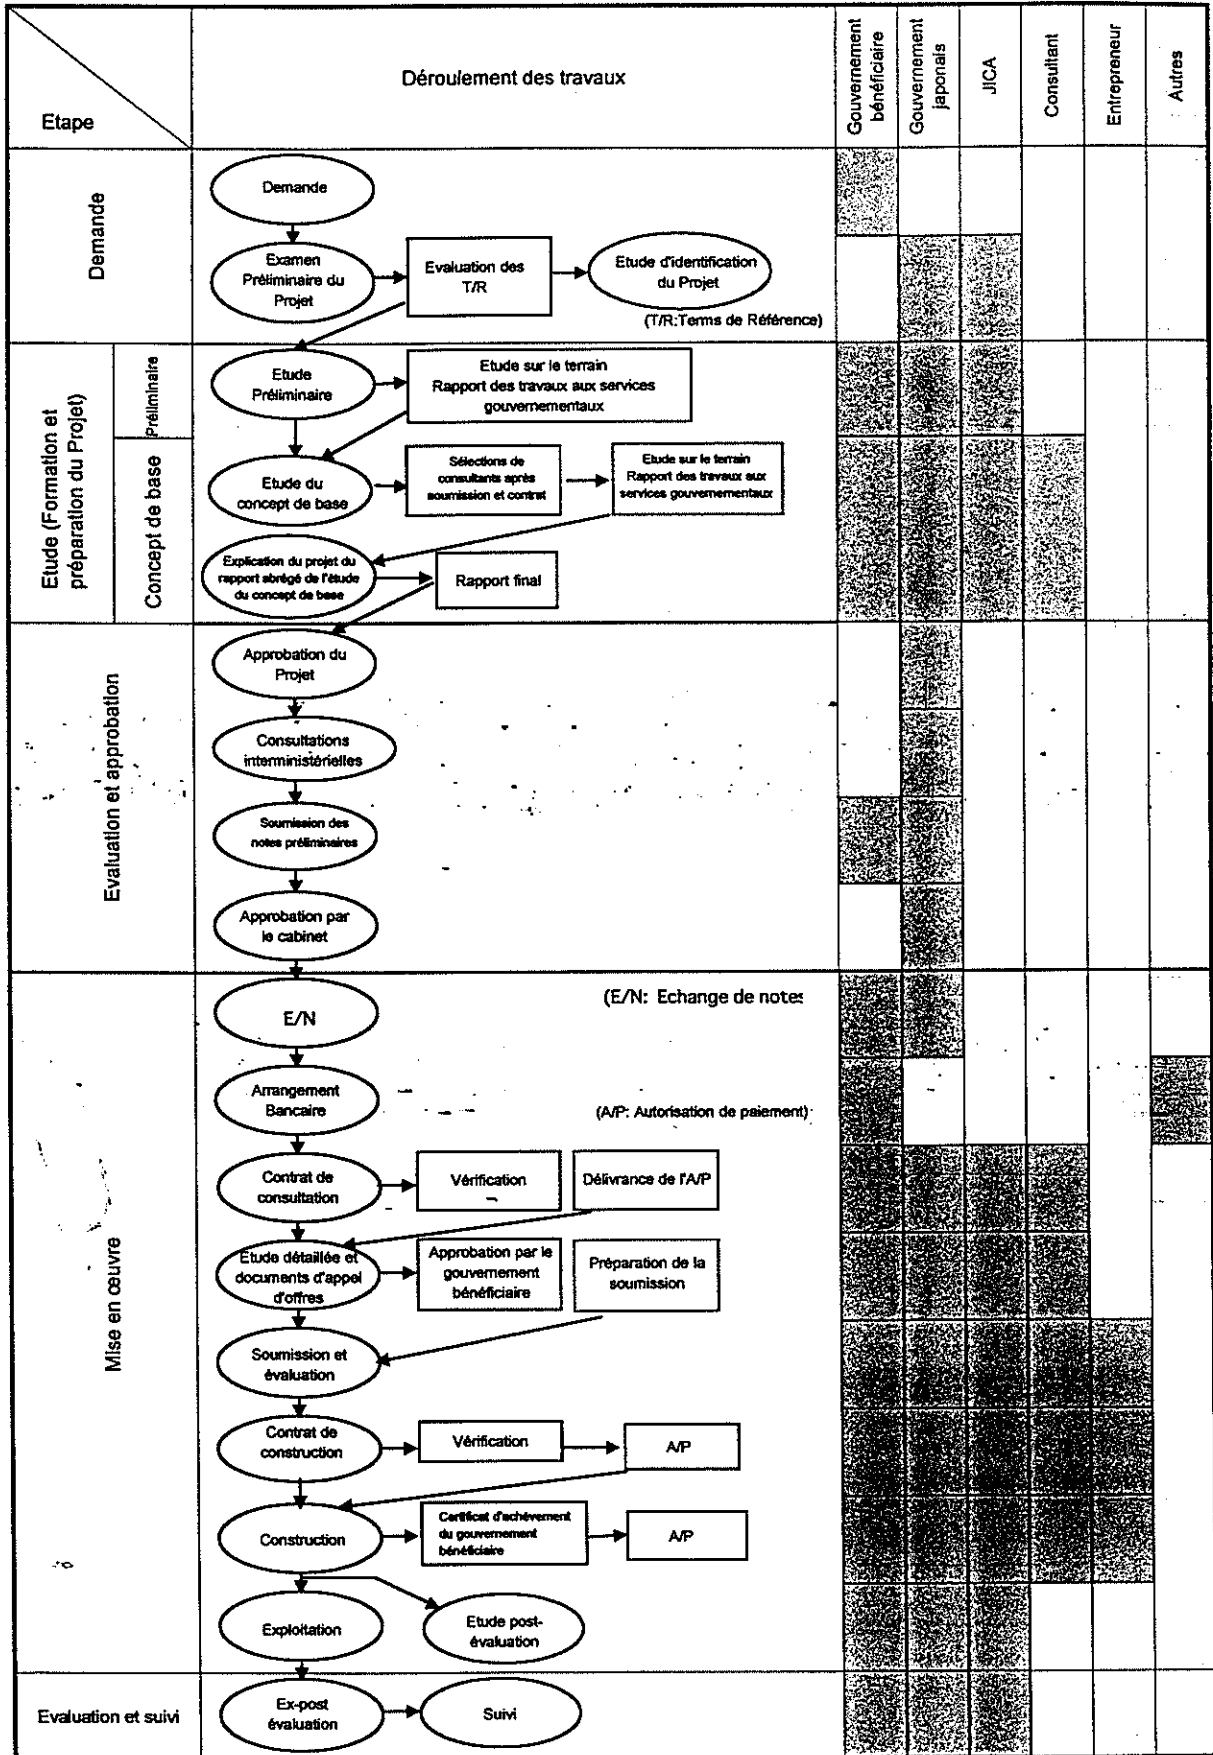 Etape
Déroulement des travaux
Gouvernement
bénéficiaire
Gouvernement
japonais
JICA
Consultant
Entrepreneur
Autres
Demande
Demande
Examen
Préliminaire du
Projet
Evaluation des
T/R
Etude d'identification
du Projet
(T/R:Terms de Référence)
Etude (Formation et
préparation du Projet)
Préliminaire
Etude
Préliminaire
Etude sur le terrain
Rapport des travaux aux services
gouvernementaux
Concept de base
Etude du
concept de base
Sélections de
consultants après
soumission et contrat
Etude sur le terrain
Rapport des travaux aux
services gouvernementaux
Explication du projet du
rapport abrégé de l'étude
du concept de base
Rapport final
Evaluation et approbation
Approbation du
Projet
Consultations
interministérielles
Soumission des
notes préliminaires
Approbation par
le cabinet
Mise en œuvre
E/N
(E/N: Echange de notes
Arrangement
Bancaire
(A/P: Autorisation de paiement)
Contrat de
consultation
Vérification
Délivrance de l'A/P
Etude détaillée et
documents d'appel
d'offres
Approbation par le
gouvernement
bénéficiaire
Préparation de la
soumission
Soumission et
évaluation
Contrat de
construction
Vérification
A/P
Construction
Certificat d'achèvement
du gouvernement
bénéficiaire
A/P
Exploitation
Etude post-
évaluation
Evaluation et suivi
Ex-post
évaluation
Suivi